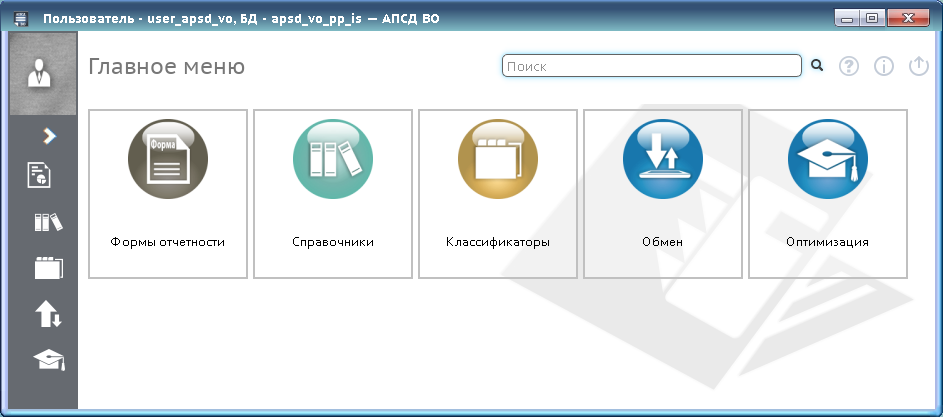 Пользователь - user_apsd_vo, БД - apsd_vo_pp_is — АПСД ВО
Главное меню
Поиск
Форма
Формы отчетности
Справочники
Классификаторы
Обмен
Оптимизация